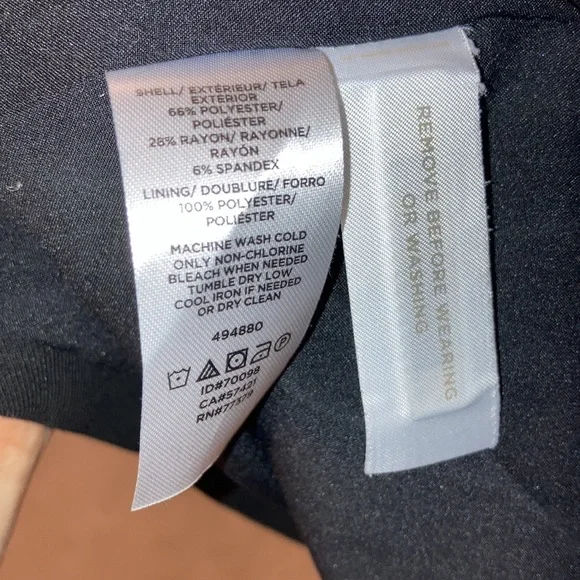 SHELL/ EXTÉRIEUR/ TELA
EXTERIOR
66% POLYESTER/
POLIÉSTER
28% RAYON/ RAYONNE/
RAYÓN
6% SPANDEX
LINING/ DOUBLURE/ FORRO
100% POLYESTER/
POLIÉSTER
MACHINE WASH COLD
ONLY NON-CHLORINE
BLEACH WHEN NEEDED
TUMBLE DRY LOW
COOL IRON IF NEEDED
OR DRY CLEAN
494880
ID#70098
CA#57421
RN#77379
REMOVE BEFORE WEARING
OR WASHING